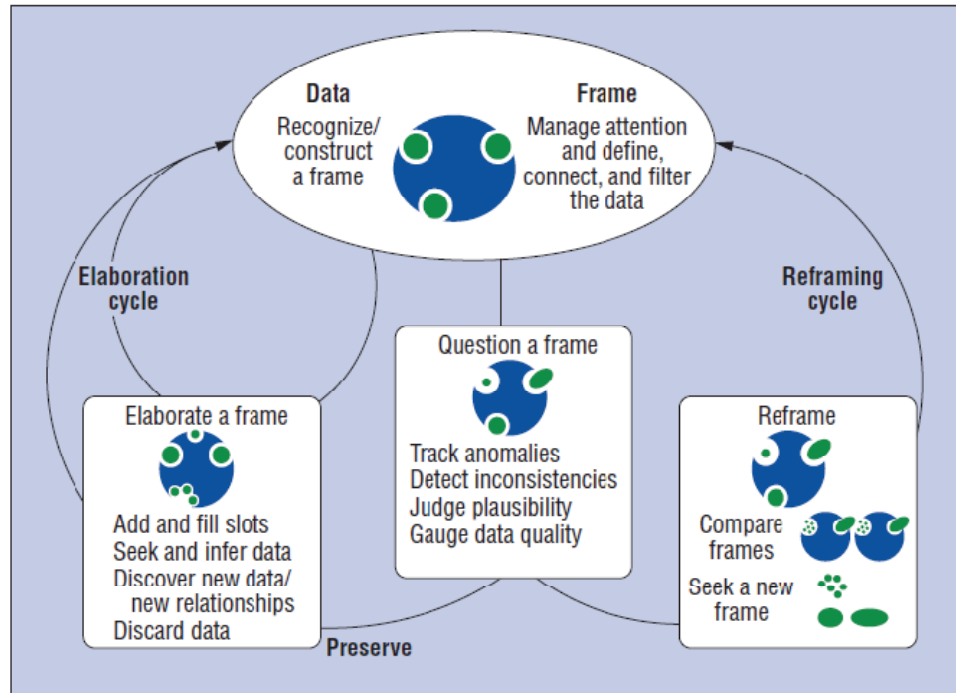 Data
Recognize/
construct
a frame
Frame
Manage attention
and define,
connect, and filter
the data
Elaboration
cycle
Reframing
cycle
Question a frame
Track anomalies
Detect inconsistencies
Judge plausibility
Gauge data quality
Elaborate a frame
Add and fill slots
Seek and infer data
Discover new data/
new relationships
Discard data
Reframe
Compare
frames
Seek a new
frame
Preserve